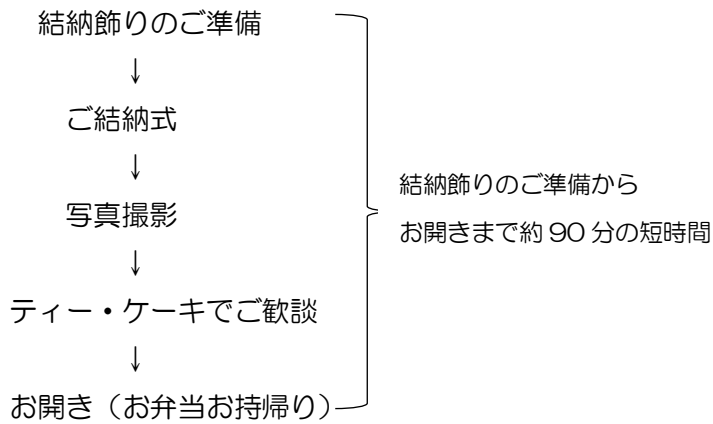 結納飾りのご準備
↓
ご結納式
↓
写真撮影
↓
ティー・ケーキでご歓談
↓
お開き（お弁当お持帰り）
結納飾りのご準備から
お開きまで約90分の短時間